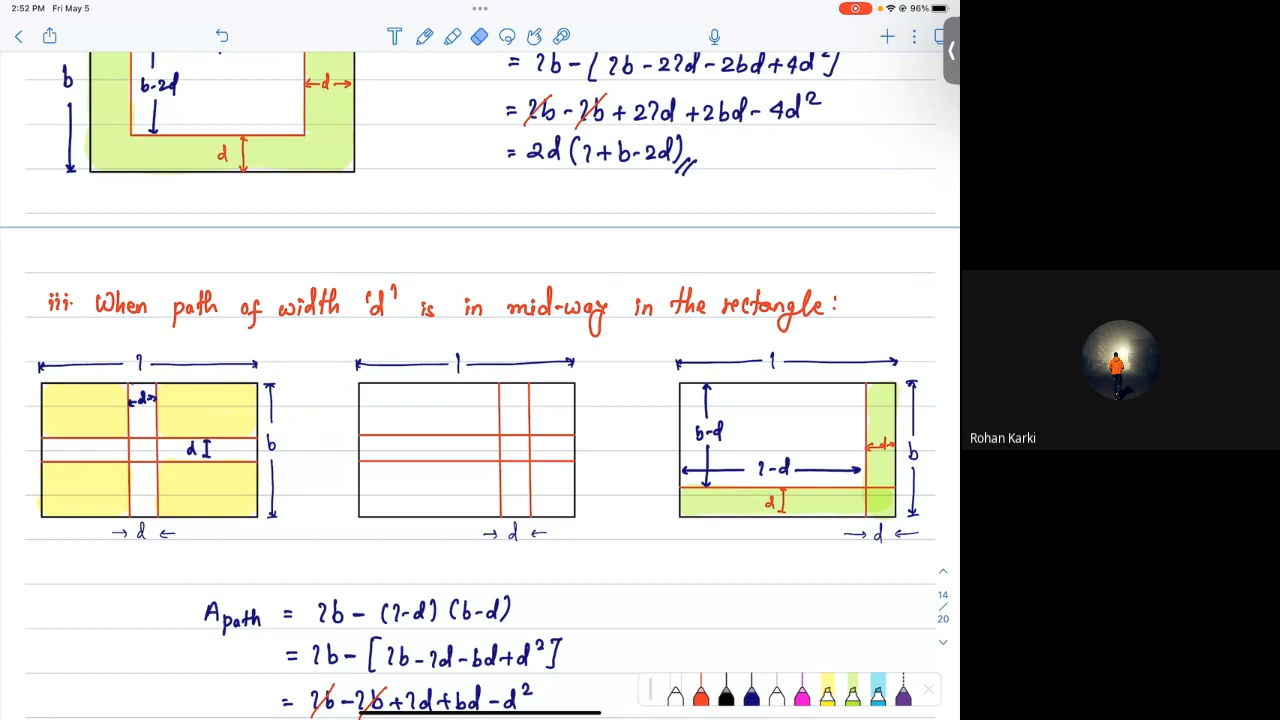 2:52 PM Fri May 5
96%
b
b-2d
d
d
= lb - [lb - 2ld - 2bd + 4d²]
= lb - lb + 2ld + 2bd - 4d²
= 2d (l + b - 2d)//
iii. When path of width 'd' is in mid-way in the rectangle:
l
d
d
b
d
l
d
l
b-d
l-d
d
d
b
d
A path = lb - (l-d) (b-d)
= lb - [lb - ld - bd + d²]
= lb - lb + ld + bd - d²
14
/
20
Rohan Karki